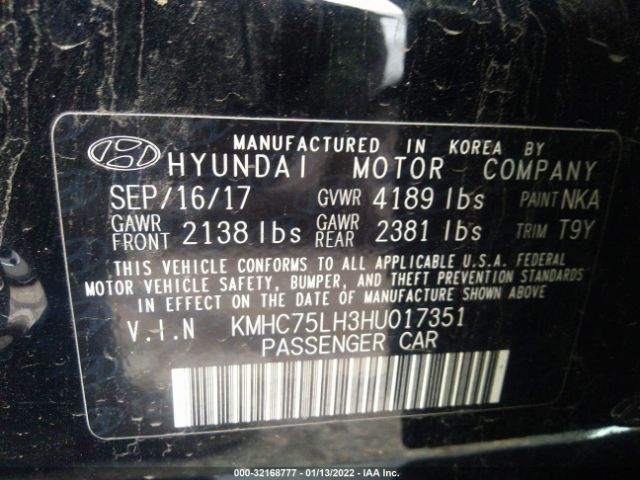 MANUFACTURED IN KOREA BY
HYUNDAI MOTOR COMPANY
SEP/16/17 GVWR 4189 lbs PAINT NKA
GAWR FRONT 2138 lbs GAWR REAR 2381 lbs TRIM T9Y
THIS VEHICLE CONFORMS TO ALL APPLICABLE U.S.A. FEDERAL
MOTOR VEHICLE SAFETY, BUMPER, AND THEFT PREVENTION STANDARDS
IN EFFECT ON THE DATE OF MANUFACTURE SHOWN ABOVE.
V.I.N KMHC75LH3HU017351
PASSENGER CAR
000-32168777 - 01/13/2022 - IAA Inc.